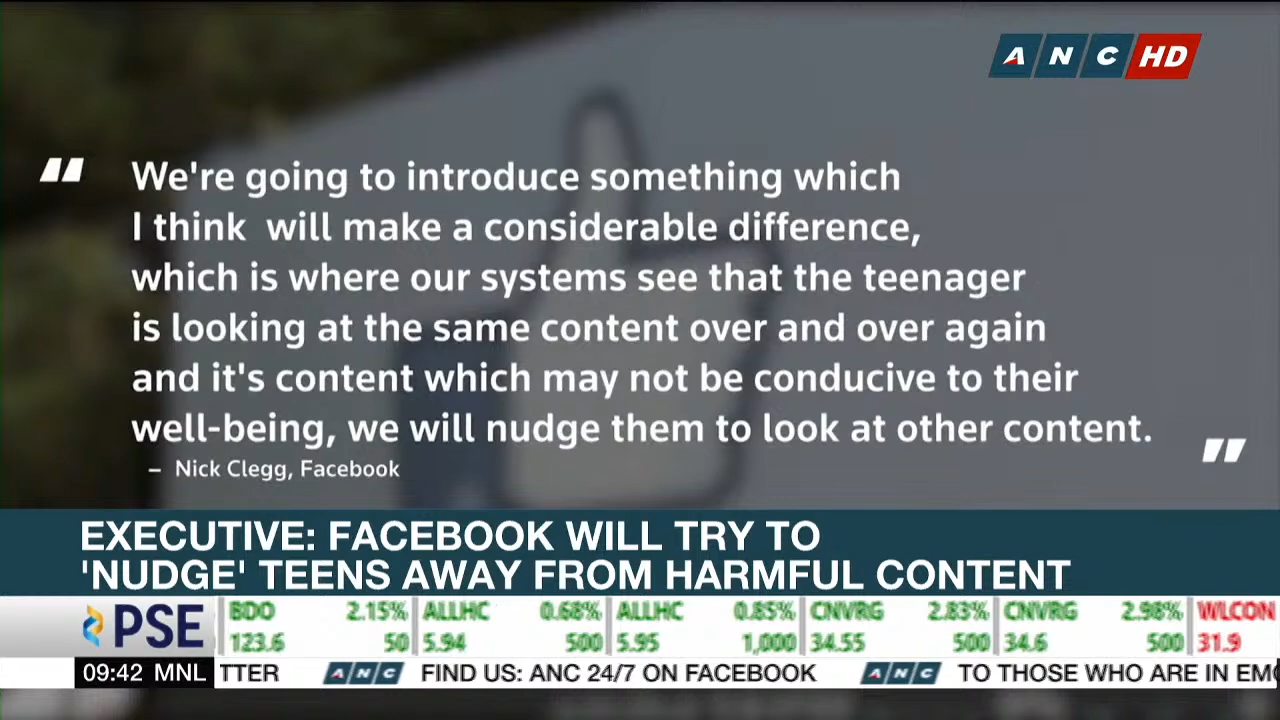 ANC HD
"We're going to introduce something which
I think will make a considerable difference,
which is where our systems see that the teenager
is looking at the same content over and over again
and it's content which may not be conducive to their
well-being, we will nudge them to look at other content."
– Nick Clegg, Facebook
EXECUTIVE: FACEBOOK WILL TRY TO
'NUDGE' TEENS AWAY FROM HARMFUL CONTENT
PSE
BDO 2.15% ALLHC 0.68% ALLHC 0.85% CNVRG 2.83% CNVRG 2.98% WLCON
123.6 50 5.94 500 5.95 1,000 34.55 500 34.6 500 31.9
09:42 MNL TTER ANC FIND US: ANC 24/7 ON FACEBOOK ANC TO THOSE WHO ARE IN EMC